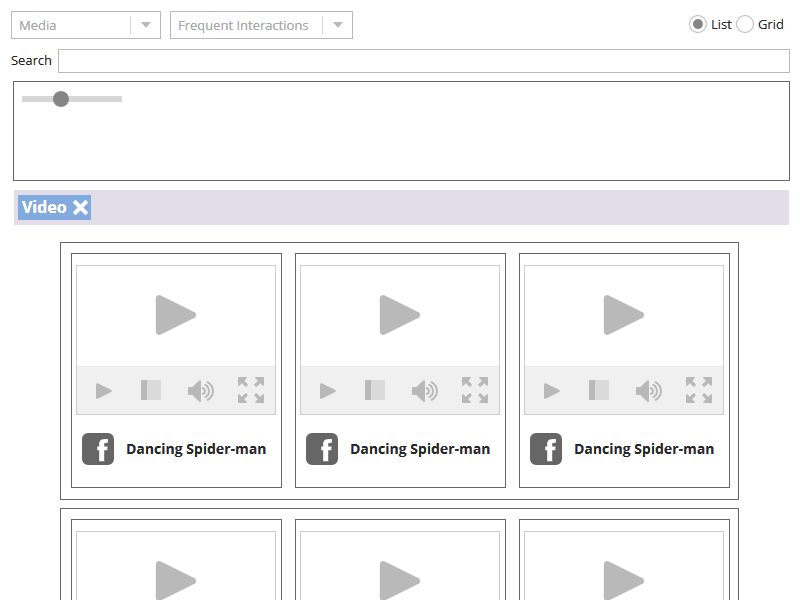 Media Frequent Interactions List Grid
Search
Video
Dancing Spider-man Dancing Spider-man Dancing Spider-man